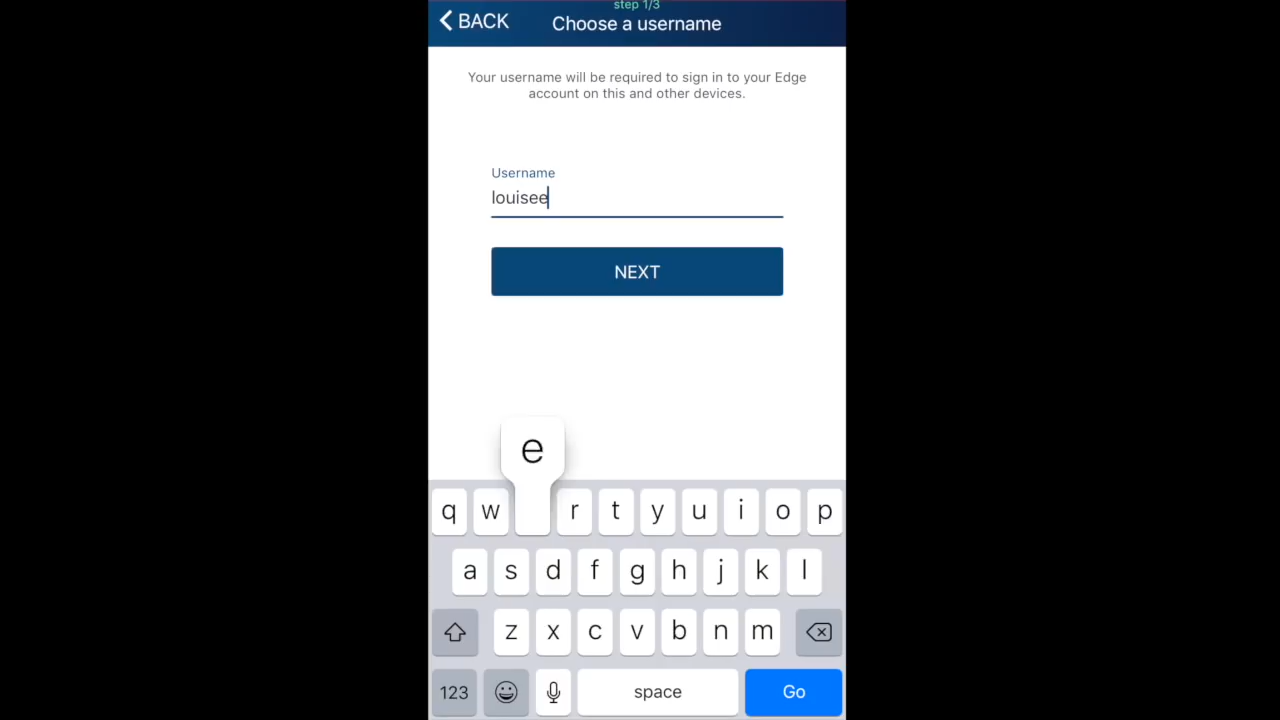 step 1/3
BACK
Choose a username
Your username will be required to sign in to your Edge
account on this and other devices.
Username
louisee
NEXT
e
q w r t y u i o p
a s d f g h j k l
z x c v b n m
123 space Go